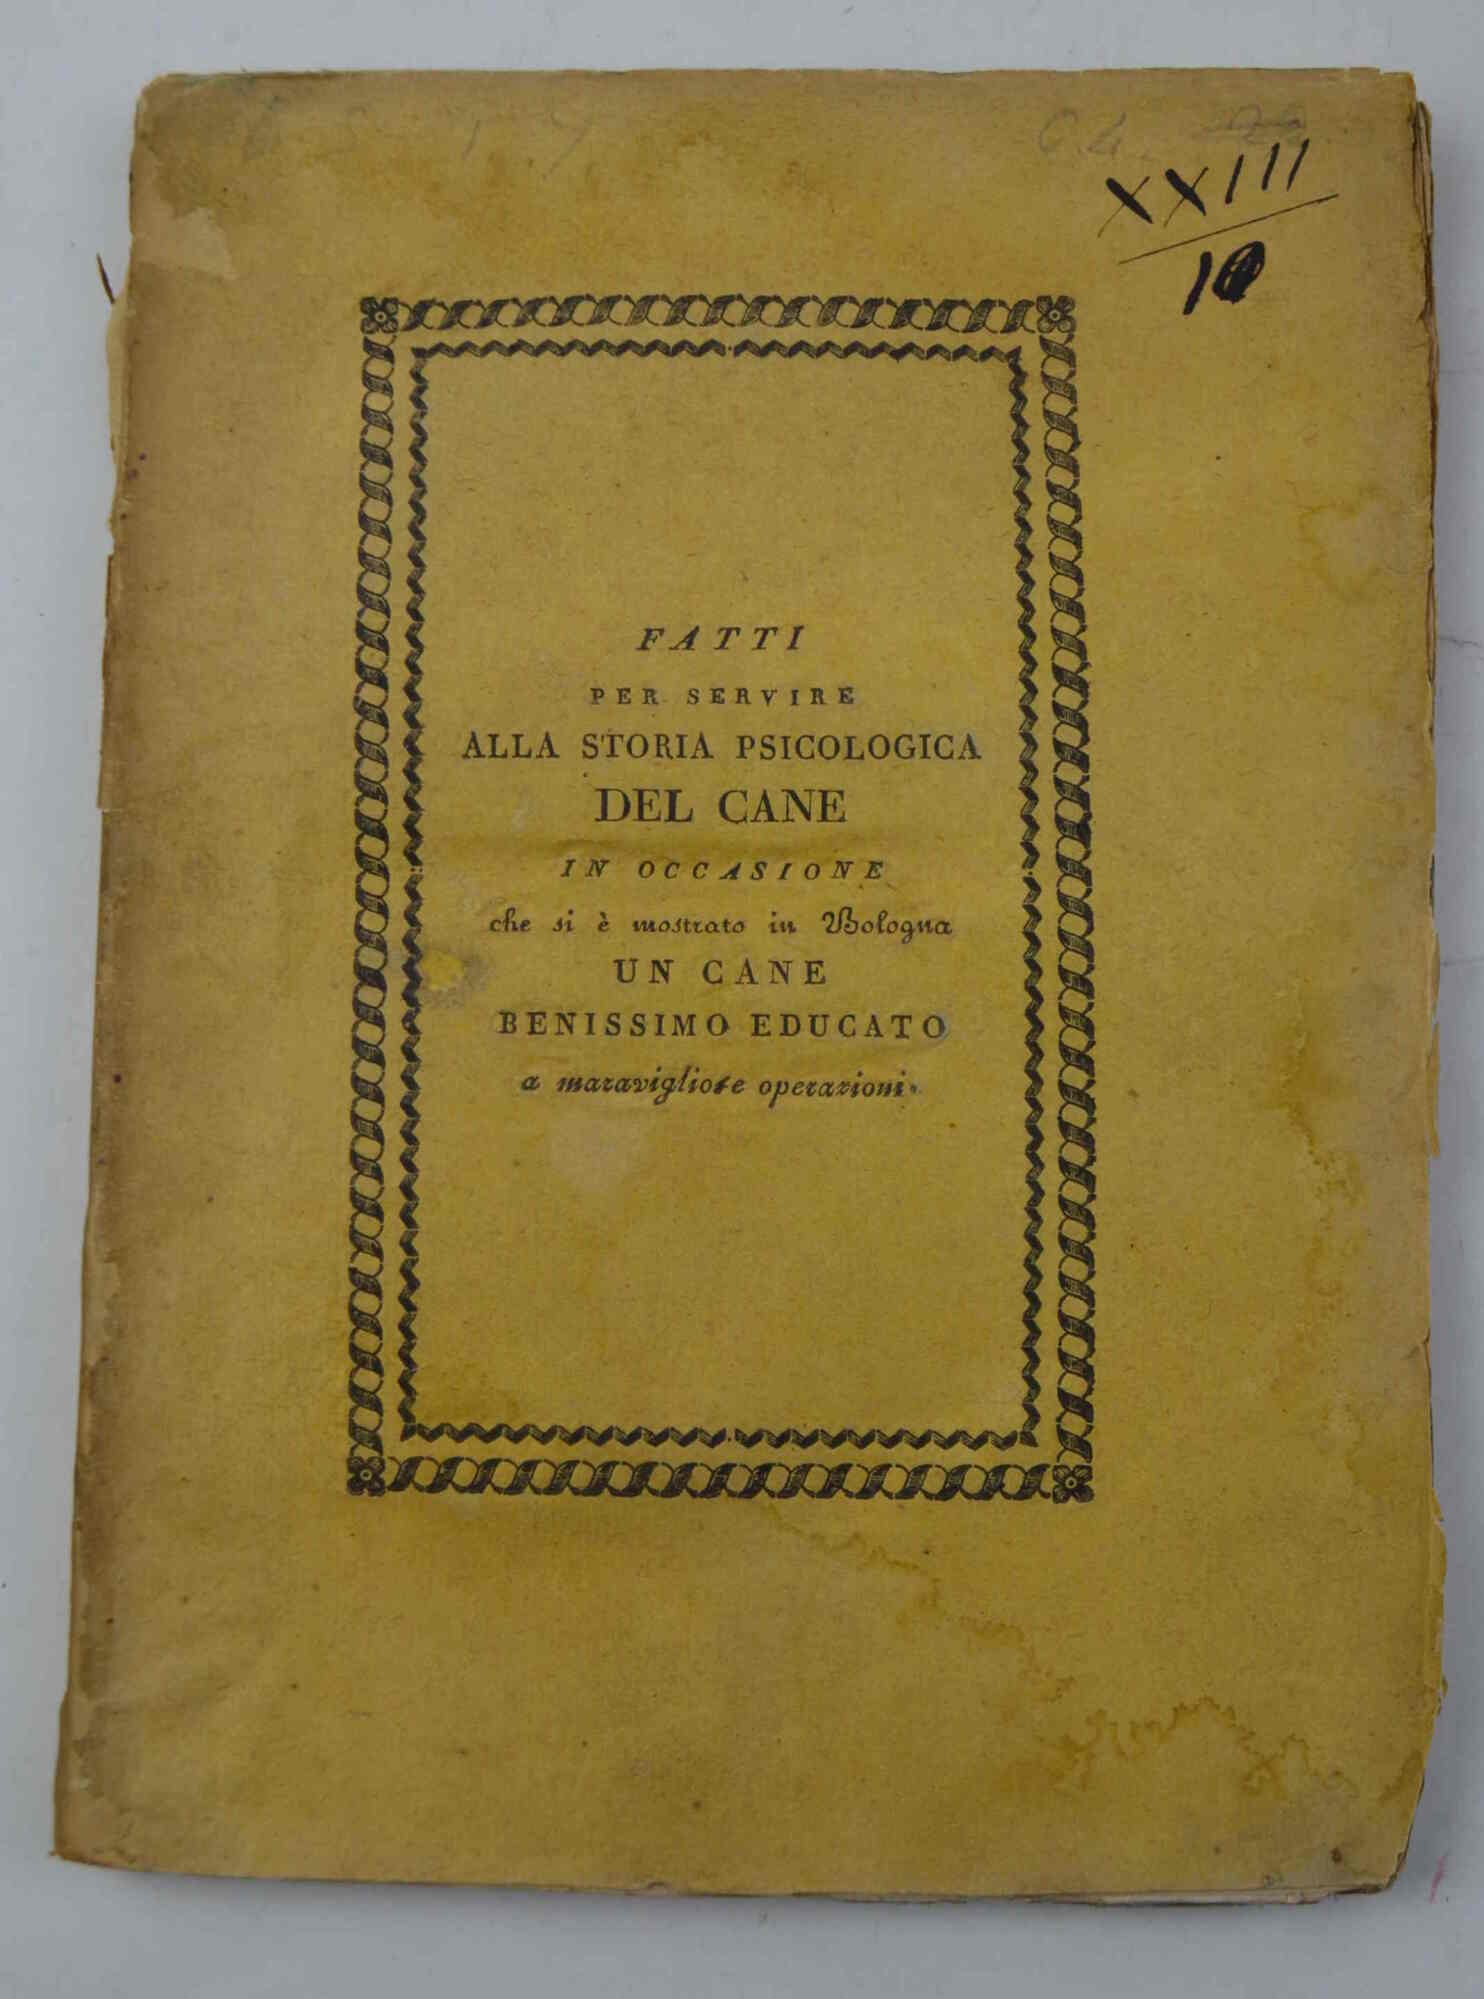 XXIII
FATTI
PER SERVIRE
ALLA STORIA PSICOLOGICA
DEL CANE
IN OCCASIONE
che si è mostrato in Bologna
UN CANE
BENISSIMO EDUCATO
a maravigliose operazioni.